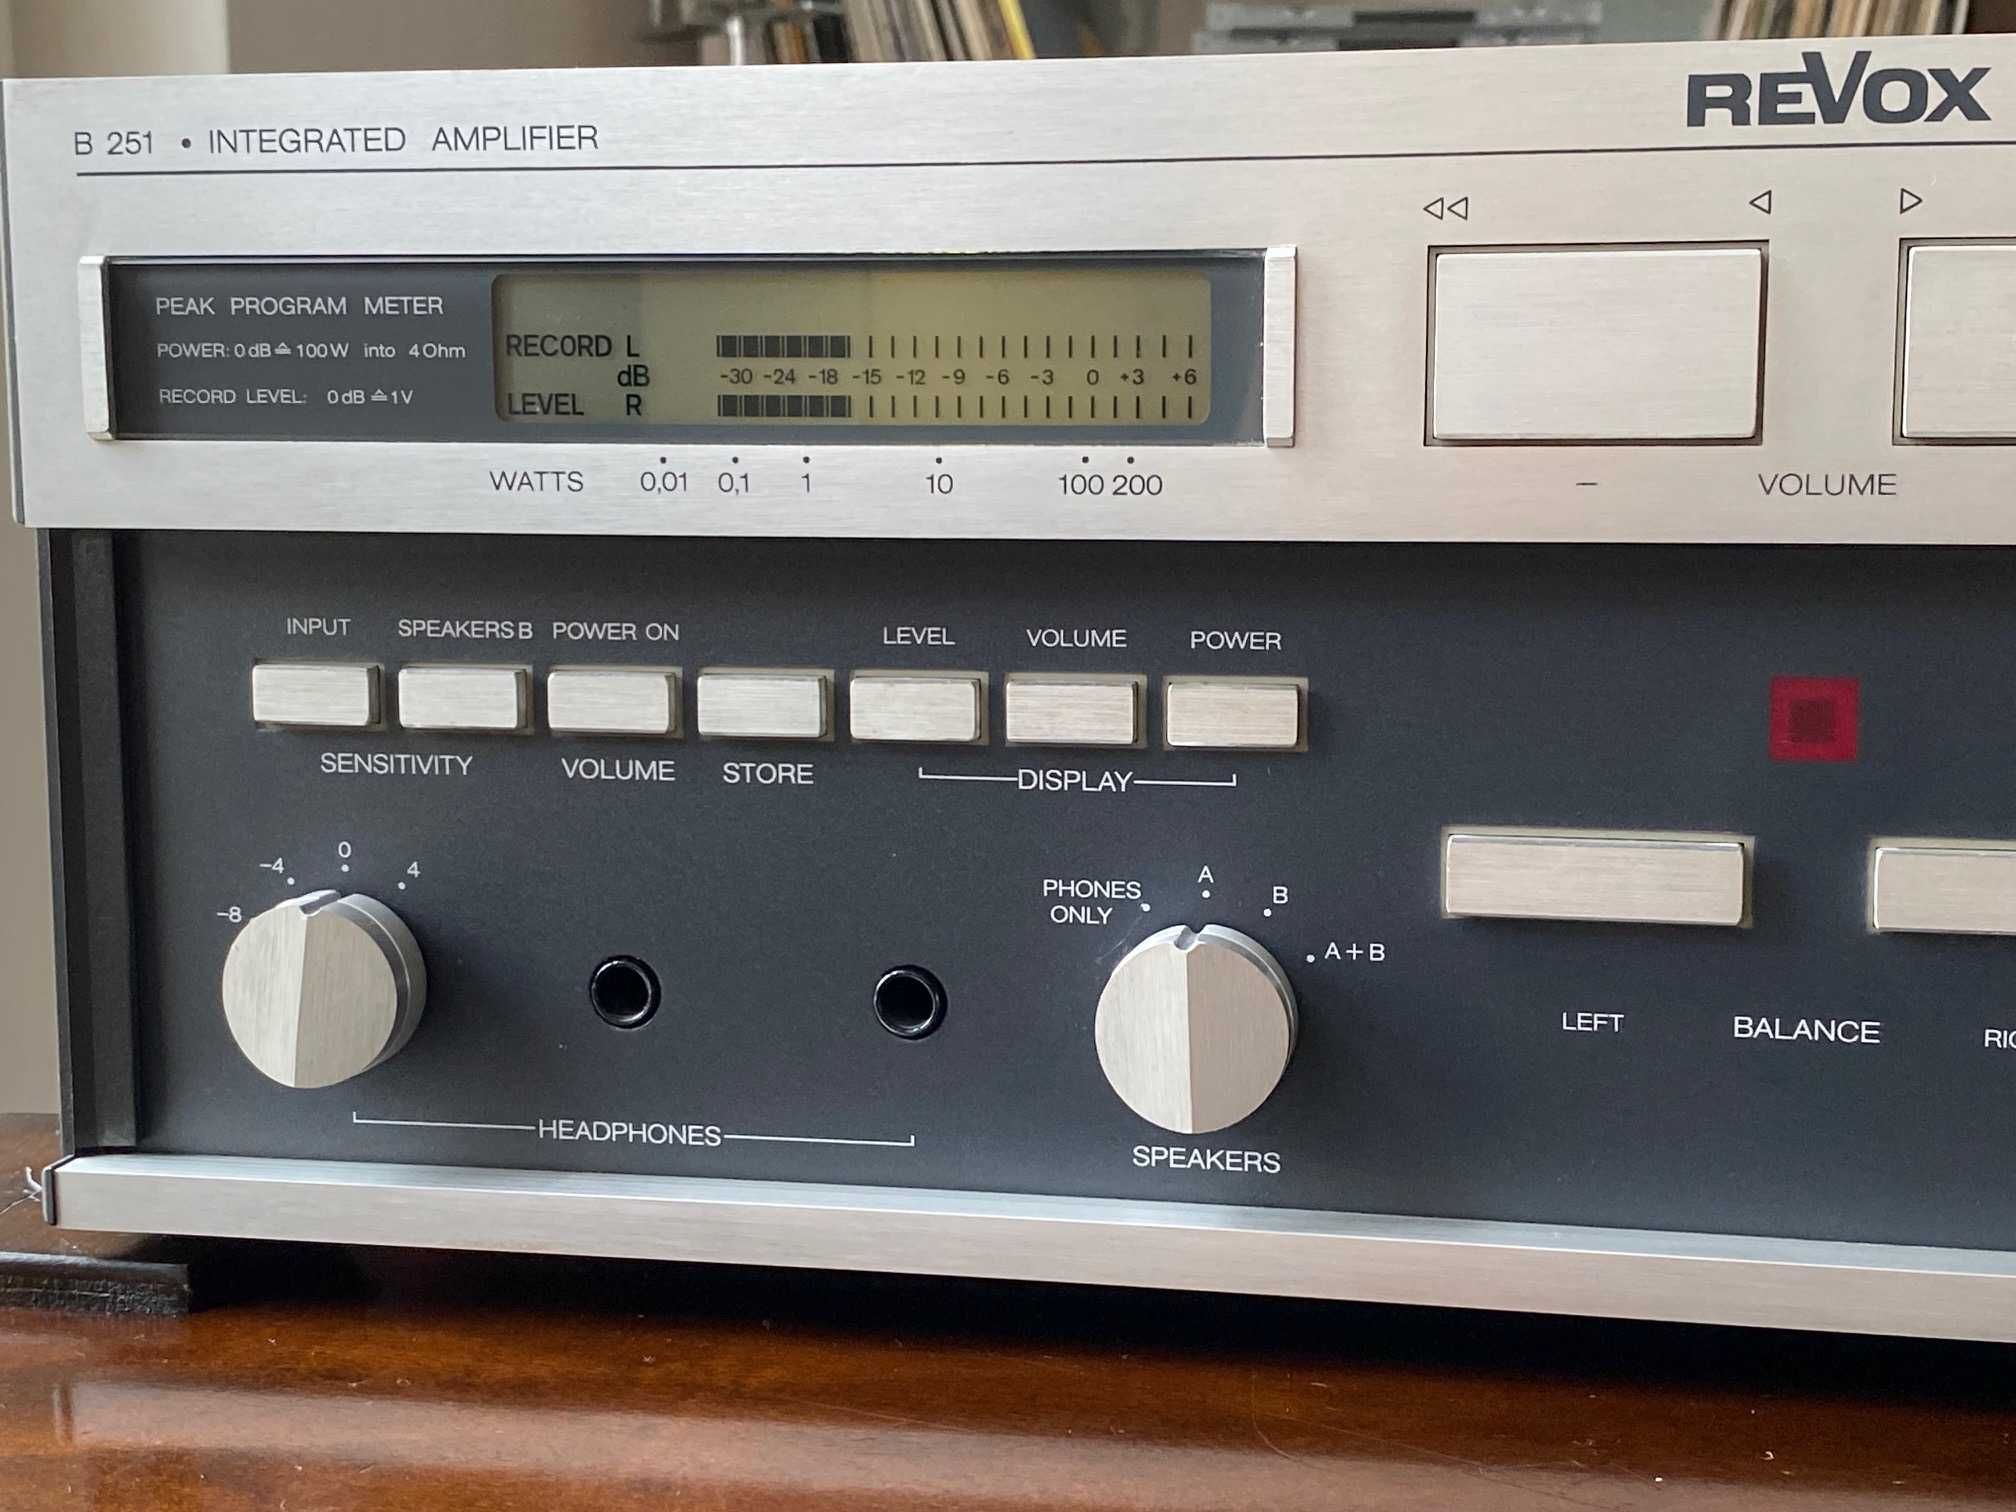 REVOX
B 251 • INTEGRATED AMPLIFIER
PEAK PROGRAM METER
POWER: 0 dB ≙ 100 W into 4 Ohm
RECORD LEVEL: 0 dB ≙ 1 V
RECORD L
dB -30 -24 -18 -15 -12 -9 -6 -3 0 +3 +6
LEVEL R
WATTS 0,01 0,1 1 10 100 200
− VOLUME
INPUT SPEAKERS B POWER ON LEVEL VOLUME POWER
SENSITIVITY VOLUME STORE DISPLAY
-8 -4 0 4
PHONES ONLY A B A+B
LEFT BALANCE
HEADPHONES
SPEAKERS